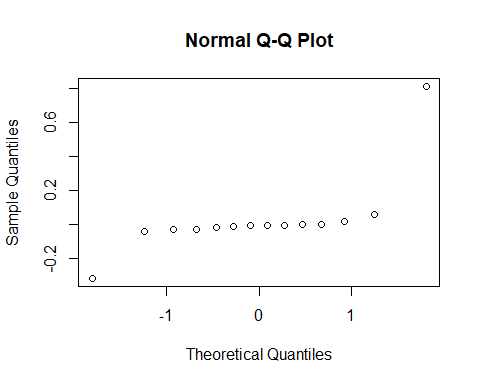 Normal Q-Q Plot
Sample Quantiles
0.6
0.2
-0.2
-1
0
1
Theoretical Quantiles